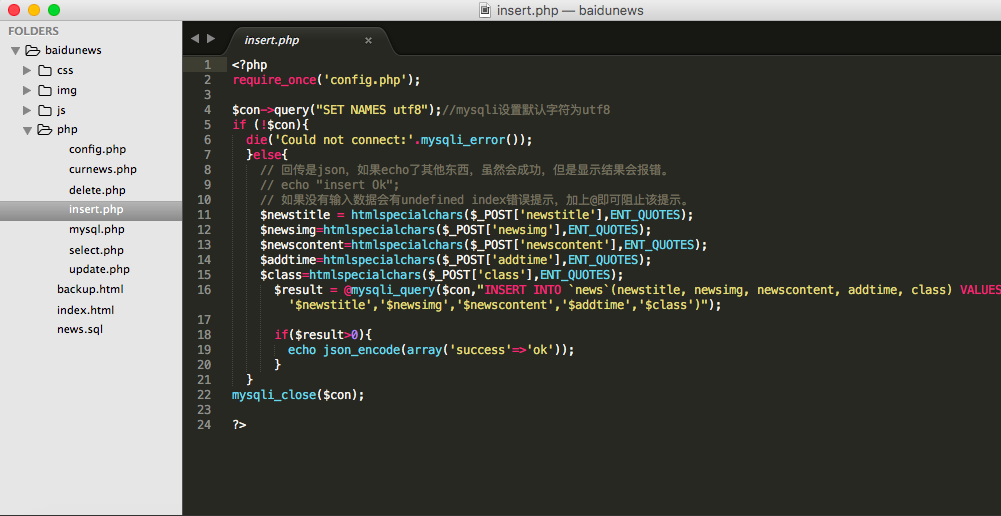 insert.php — baidunews
FOLDERS
baidunews
css
img
js
php
config.php
curnews.php
delete.php
insert.php
mysql.php
select.php
update.php
backup.html
index.html
news.sql
insert.php
1 <?php
2 require_once('config.php');
3
4 $con->query("SET NAMES utf8");//mysqli设置默认字符为utf8
5 if (!$con){
6 die('Could not connect:'.mysqli_error());
7 }else{
8 // 回传是json，如果echo了其他东西，虽然会成功，但是显示结果会报错。
9 // echo "insert Ok";
10 // 如果没有输入数据会有undefined index错误提示，加上@即可阻止该提示。
11 $newstitle = htmlspecialchars($_POST['newstitle'],ENT_QUOTES);
12 $newsimg=htmlspecialchars($_POST['newsimg'],ENT_QUOTES);
13 $newscontent=htmlspecialchars($_POST['newscontent'],ENT_QUOTES);
14 $addtime=htmlspecialchars($_POST['addtime'],ENT_QUOTES);
15 $class=htmlspecialchars($_POST['class'],ENT_QUOTES);
16 $result = @mysqli_query($con,"INSERT INTO `news`(newstitle, newsimg, newscontent, addtime, class) VALUES
'$newstitle','$newsimg','$newscontent','$addtime','$class')");
17
18 if($result>0){
19 echo json_encode(array('success'=>'ok'));
20 }
21 }
22 mysqli_close($con);
23
24 ?>